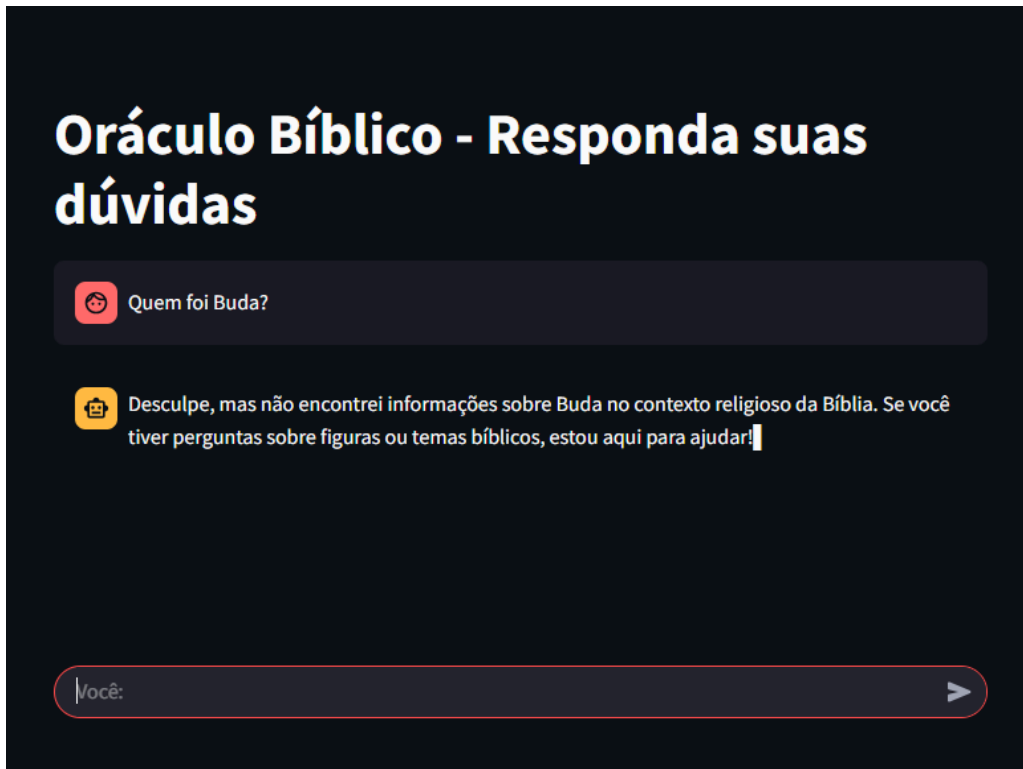 Oráculo Bíblico - Responda suas
dúvidas
Quem foi Buda?
Desculpe, mas não encontrei informações sobre Buda no contexto religioso da Bíblia. Se você
tiver perguntas sobre figuras ou temas bíblicos, estou aqui para ajudar!
Você: